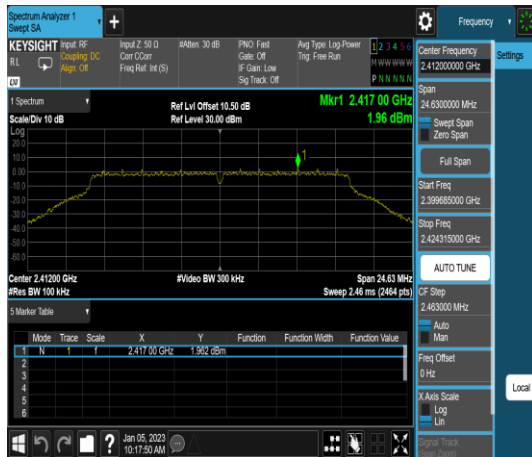 Spectrum Analyzer 1
Swept SA
+
Frequency
Settings
KEYSIGHT
RL
LXI
Input: RF
Coupling: DC
Align: Off
Input Z: 50 Ω
Corr CCorr
Freq Ref: Int (S)
#Atten: 30 dB
PNO: Fast
Gate: Off
IF Gain: Low
Sig Track: Off
Avg Type: Log-Power
Trig: Free Run
1 2 3 4 5 6
M W W W W W
P N N N N N
1 Spectrum
Scale/Div 10 dB
Ref Lvl Offset 10.50 dB
Ref Level 30.00 dBm
Mkr1 2.417 00 GHz
1.96 dBm
Log
20.0
10.0
0.00
-10.0
-20.0
-30.0
-40.0
-50.0
-60.0
1
Center 2.41200 GHz
#Res BW 100 kHz
#Video BW 300 kHz
Span 24.63 MHz
Sweep 2.46 ms (2464 pts)
5 Marker Table
Mode Trace Scale X Y Function Function Width Function Value
1 N 1 f 2.417 00 GHz 1.962 dBm
2
3
4
5
6
Jan 05, 2023
10:17:50 AM
?
Center Frequency
2.412000000 GHz
Span
24.6300000 MHz
Swept Span
Zero Span
Full Span
Start Freq
2.399685000 GHz
Stop Freq
2.424315000 GHz
AUTO TUNE
CF Step
2.463000 MHz
Auto
Man
Freq Offset
0 Hz
X Axis Scale
Log
Lin
Signal Track
(Span Zoom)
Local